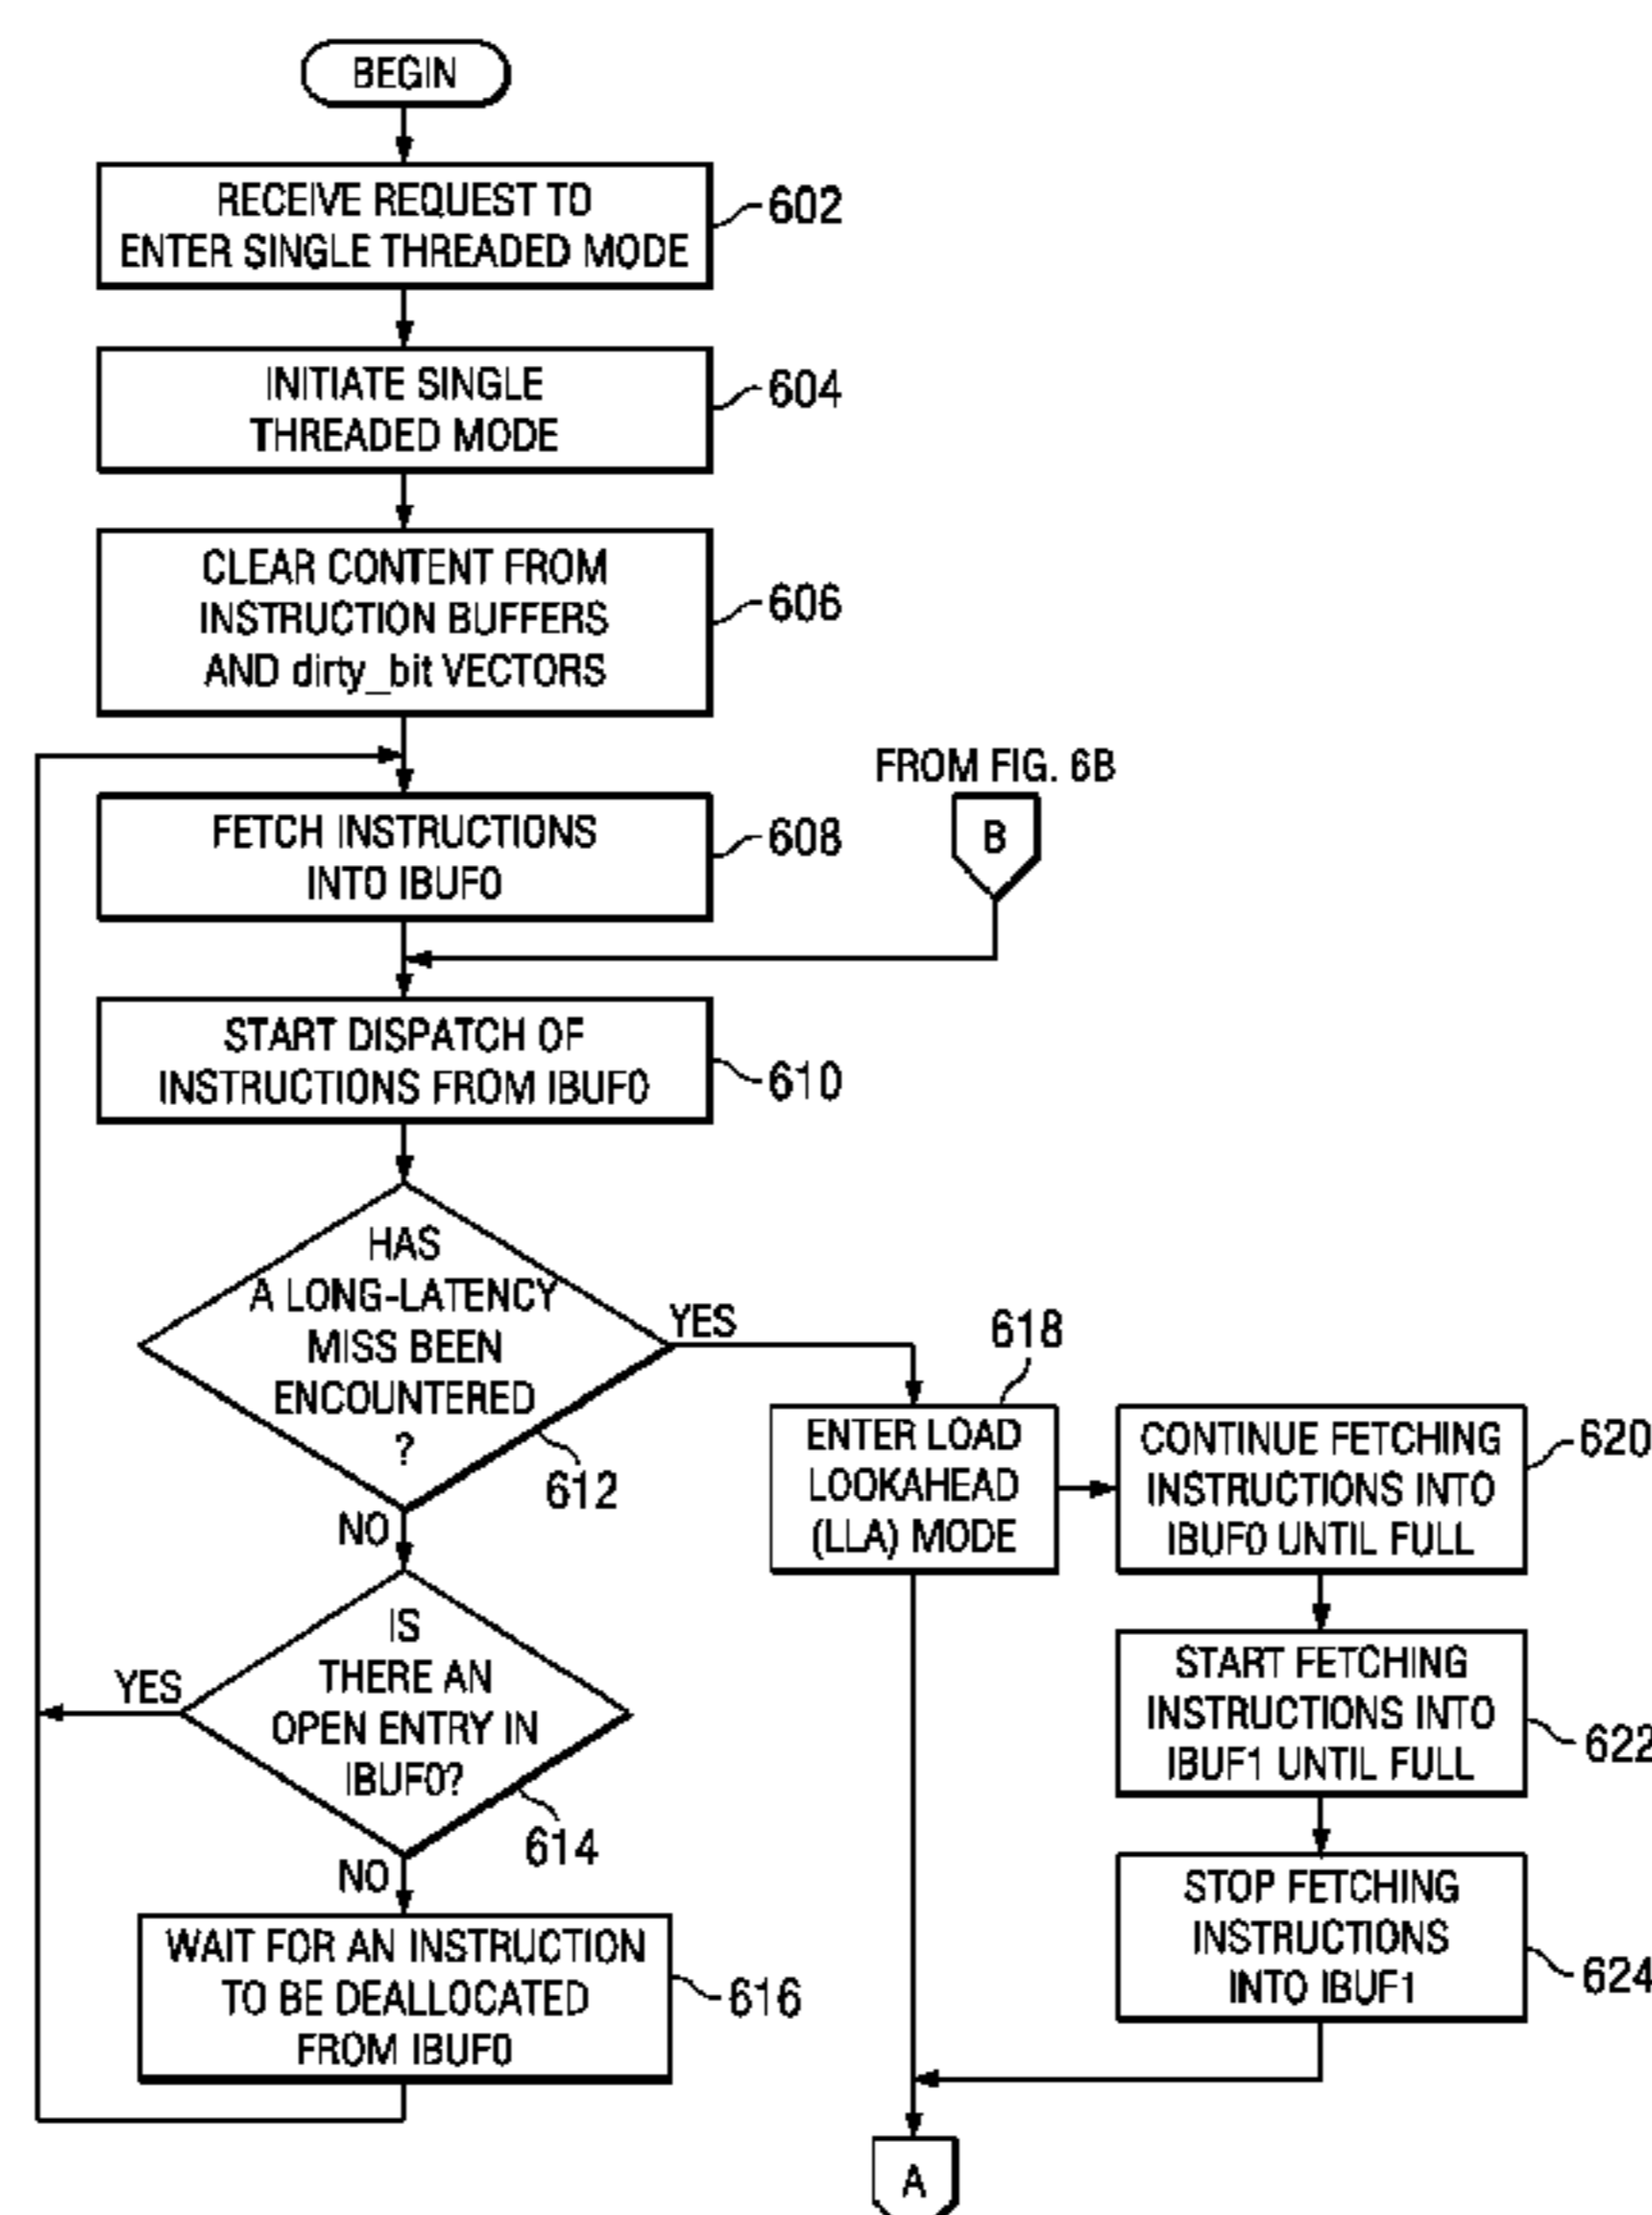 BEGIN
RECEIVE REQUEST TO
ENTER SINGLE THREADED MODE
602
INITIATE SINGLE
THREADED MODE
604
CLEAR CONTENT FROM
INSTRUCTION BUFFERS
AND dirty_bit VECTORS
606
FROM FIG. 6B
B
FETCH INSTRUCTIONS
INTO IBUF0
608
START DISPATCH OF
INSTRUCTIONS FROM IBUF0
610
HAS
A LONG-LATENCY
MISS BEEN
ENCOUNTERED
?
612
YES
NO
618
ENTER LOAD
LOOKAHEAD
(LLA) MODE
CONTINUE FETCHING
INSTRUCTIONS INTO
IBUF0 UNTIL FULL
620
IS
THERE AN
OPEN ENTRY IN
IBUF0?
614
YES
NO
START FETCHING
INSTRUCTIONS INTO
IBUF1 UNTIL FULL
622
WAIT FOR AN INSTRUCTION
TO BE DEALLOCATED
FROM IBUF0
616
STOP FETCHING
INSTRUCTIONS
INTO IBUF1
624
A